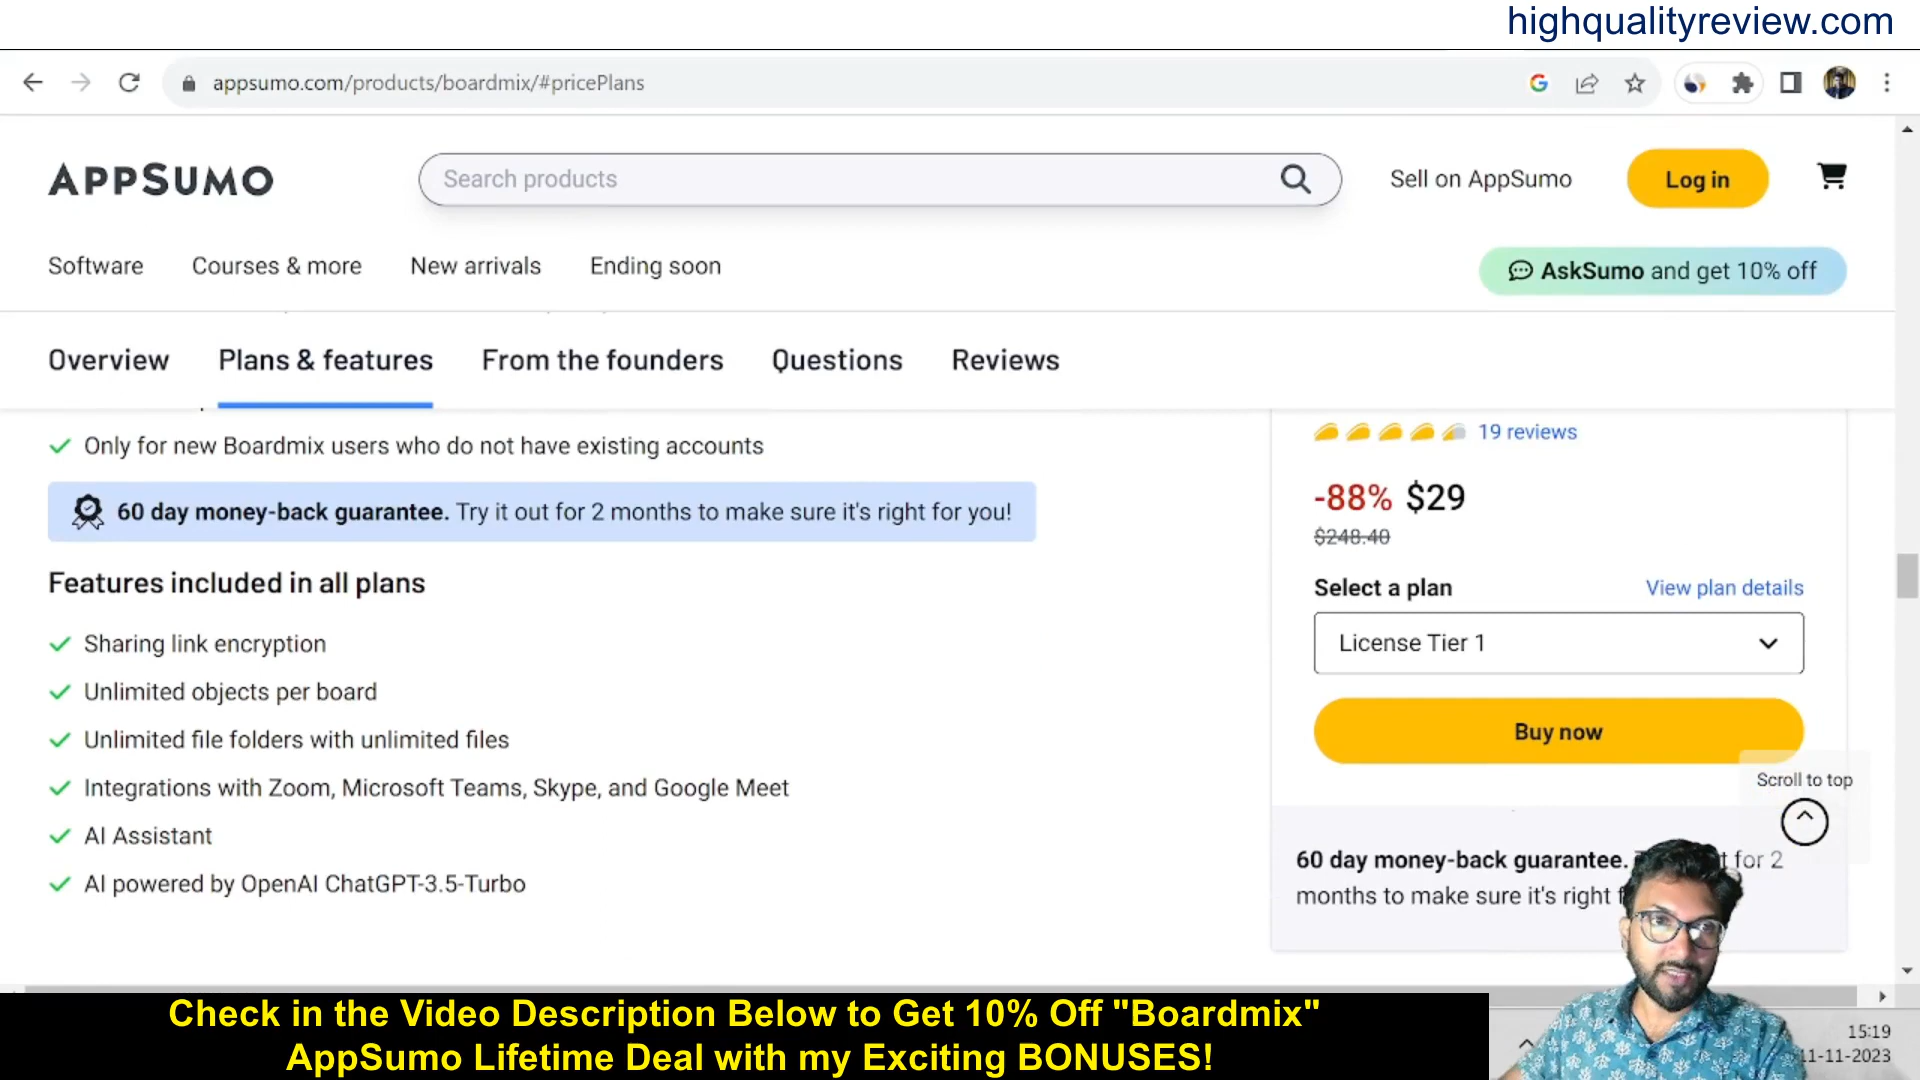 highqualityreview.com
appsumo.com/products/boardmix/#pricePlans
APPSUMO
Search products
Sell on AppSumo
Log in
Software
Courses & more
New arrivals
Ending soon
AskSumo and get 10% off
Overview
Plans & features
From the founders
Questions
Reviews
Only for new Boardmix users who do not have existing accounts
60 day money-back guarantee. Try it out for 2 months to make sure it's right for you!
Features included in all plans
Sharing link encryption
Unlimited objects per board
Unlimited file folders with unlimited files
Integrations with Zoom, Microsoft Teams, Skype, and Google Meet
AI Assistant
AI powered by OpenAI ChatGPT-3.5-Turbo
19 reviews
-88% $29
$248.40
Select a plan
View plan details
License Tier 1
Buy now
Scroll to top
60 day money-back guarantee. for 2
months to make sure it's right
Check in the Video Description Below to Get 10% Off "Boardmix"
AppSumo Lifetime Deal with my Exciting BONUSES!
15:19
11-11-2023